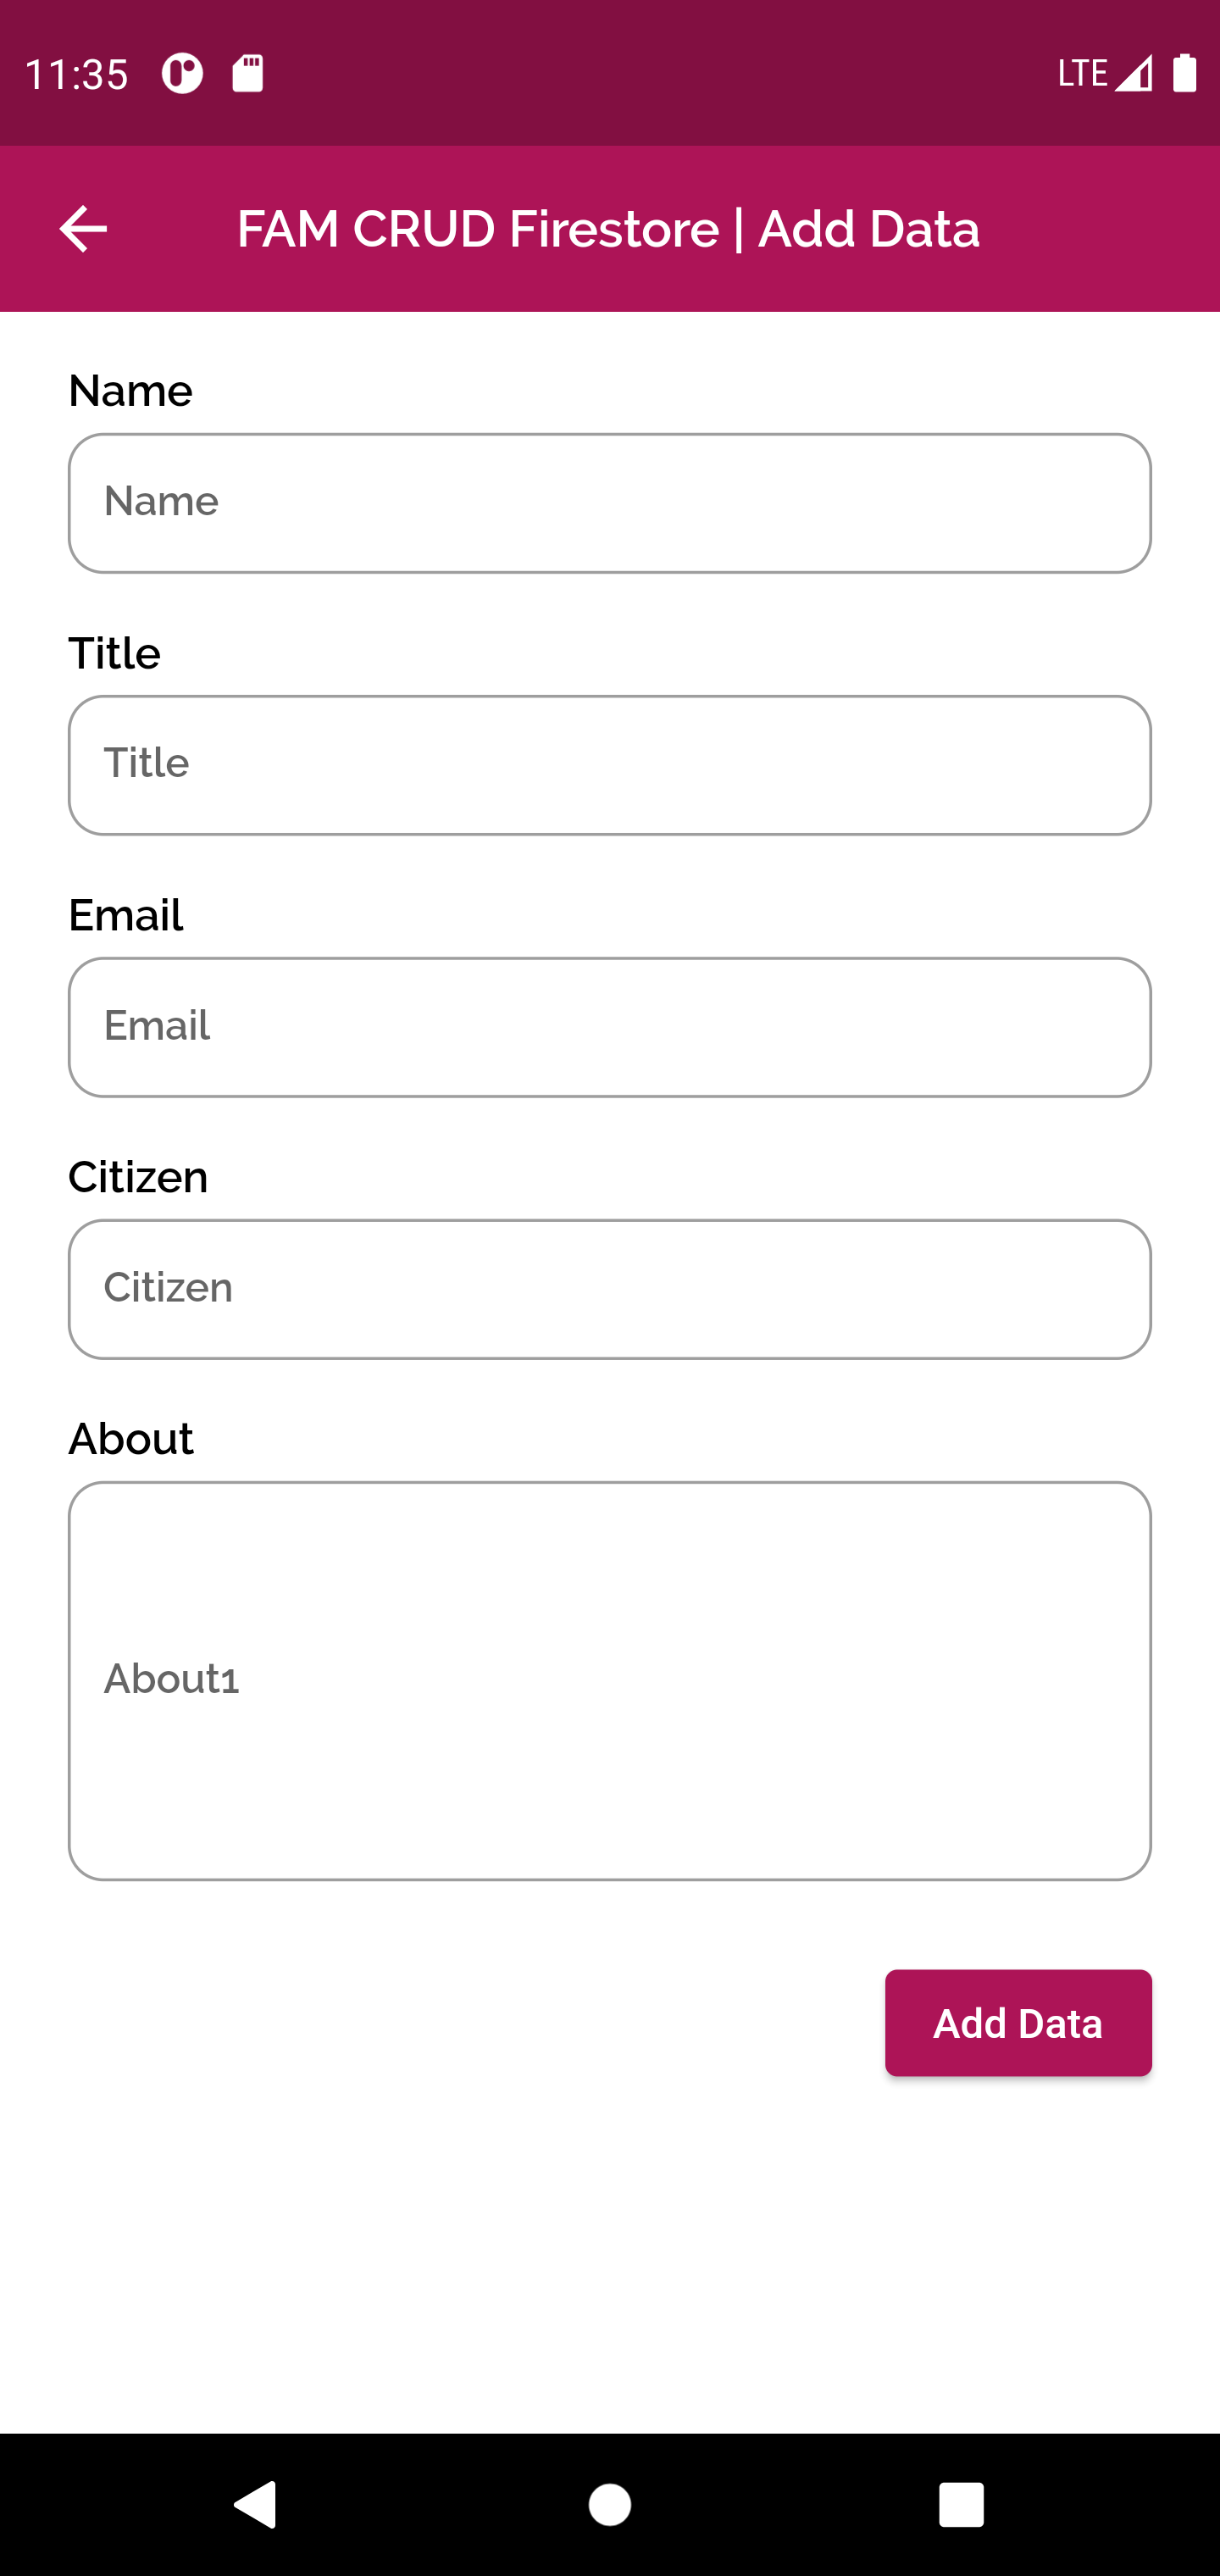 11:35 LTE
FAM CRUD Firestore | Add Data
Name
Name
Title
Title
Email
Email
Citizen
Citizen
About
About1
Add Data